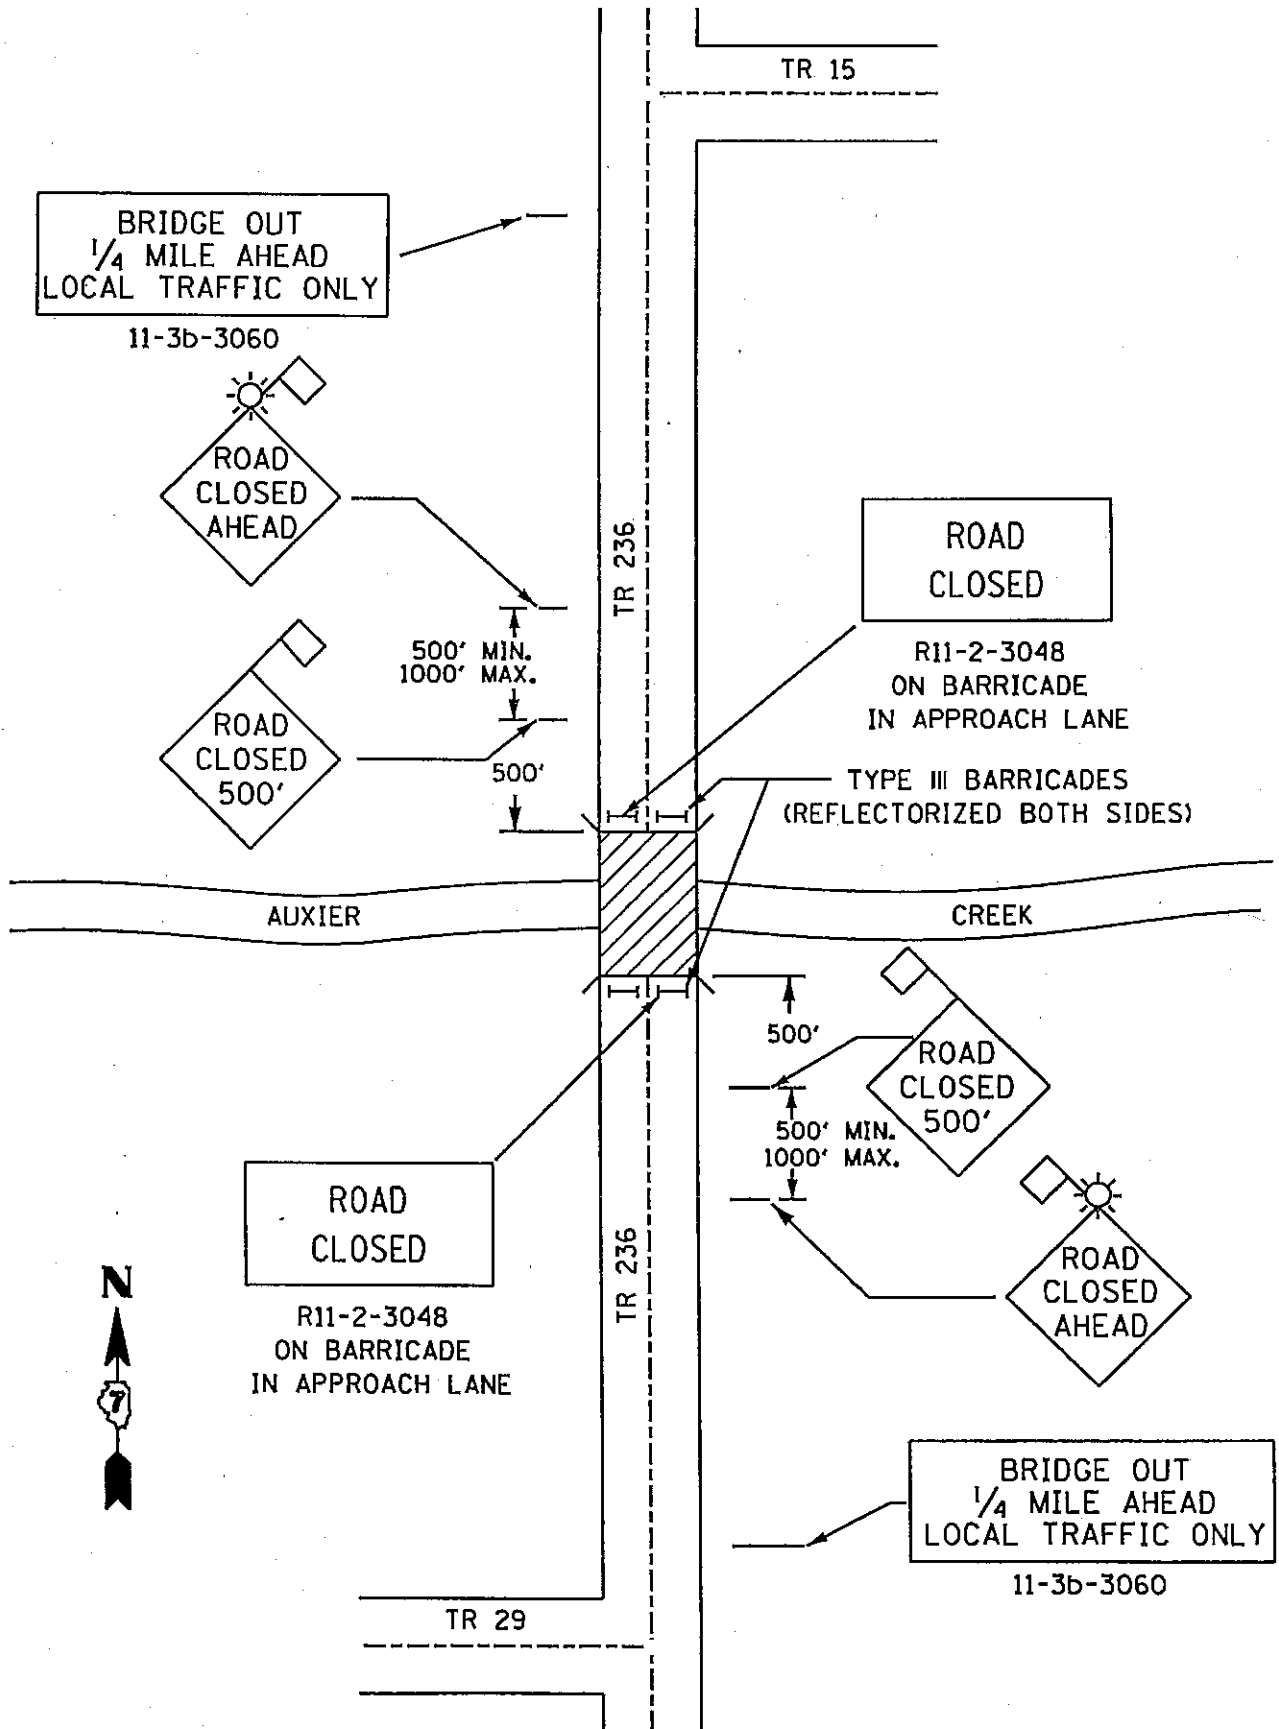 TR 15
BRIDGE OUT
1/4 MILE AHEAD
LOCAL TRAFFIC ONLY
11-3b-3060
ROAD
CLOSED
AHEAD
TR 236
ROAD
CLOSED
R11-2-3048
ON BARRICADE
IN APPROACH LANE
500' MIN.
1000' MAX.
ROAD
CLOSED
500'
500'
TYPE III BARRICADES
(REFLECTORIZED BOTH SIDES)
AUXIER
CREEK
500'
ROAD
CLOSED
500'
500' MIN.
1000' MAX.
ROAD
CLOSED
R11-2-3048
ON BARRICADE
IN APPROACH LANE
TR 236
ROAD
CLOSED
AHEAD
N
7
BRIDGE OUT
1/4 MILE AHEAD
LOCAL TRAFFIC ONLY
11-3b-3060
TR 29